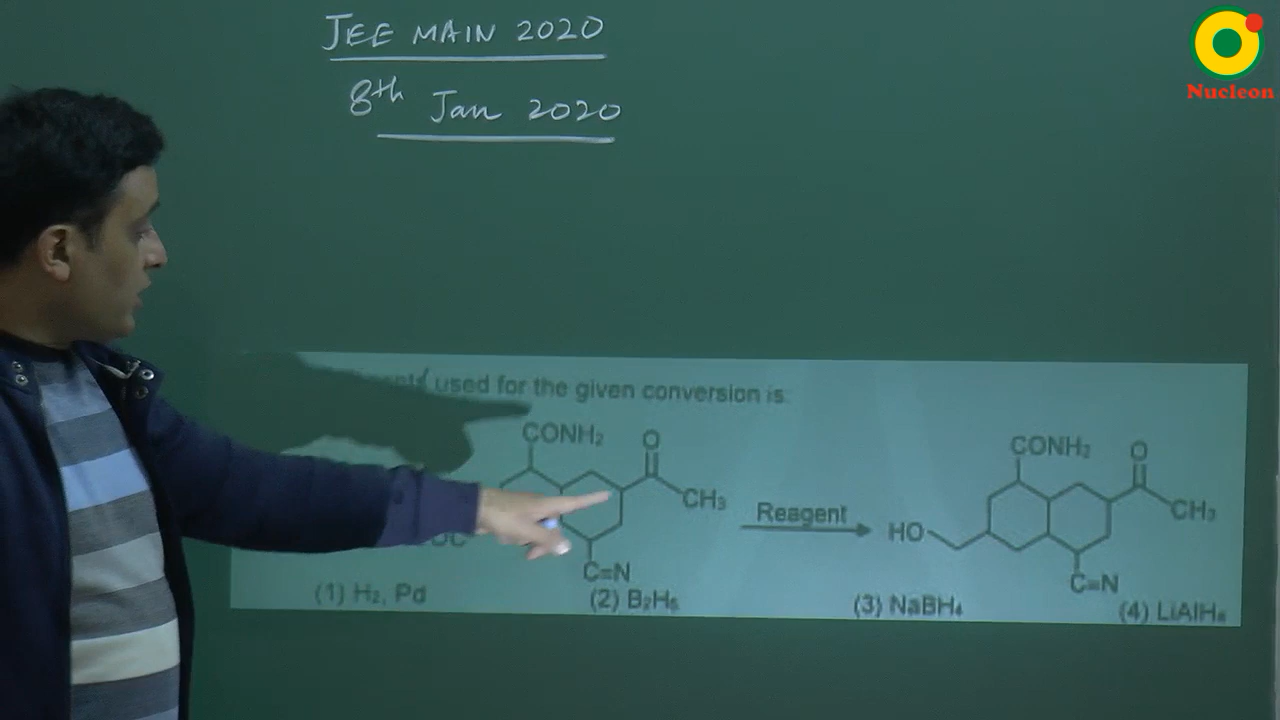 JEE MAIN 2020
8th Jan 2020
Nucleon
used for the given conversion is:
CONH₂
O
CH₃
C≡N
Reagent
CONH₂
O
CH₃
HO
C≡N
(1) H₂, Pd
(2) B₂H₆
(3) NaBH₄
(4) LiAlH₄